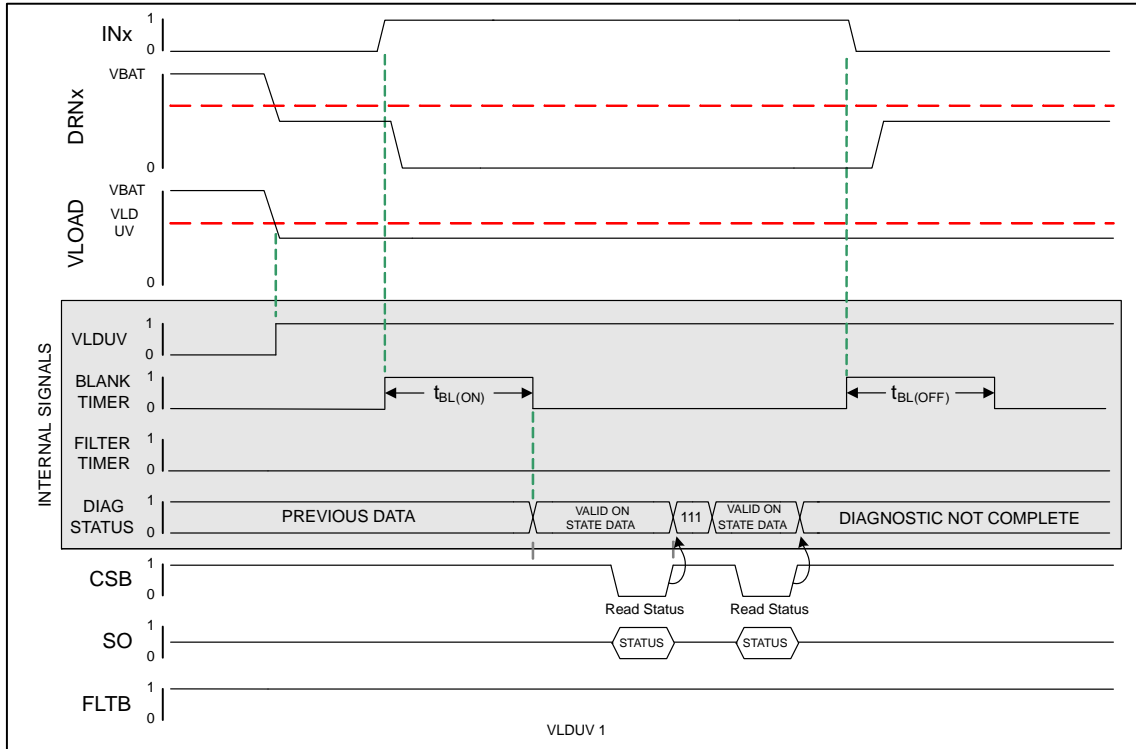 INx
1
0
DRNx
VBAT
0
VLOAD
VBAT
VLD
UV
0
INTERNAL SIGNALS
VLDUV
1
0
BLANK
TIMER
1
0
tBL(ON)
tBL(OFF)
FILTER
TIMER
1
0
DIAG
STATUS
1
0
PREVIOUS DATA
VALID ON
STATE DATA
111
VALID ON
STATE DATA
DIAGNOSTIC NOT COMPLETE
CSB
1
0
Read Status
Read Status
SO
1
0
STATUS
STATUS
FLTB
1
0
VLDUV 1